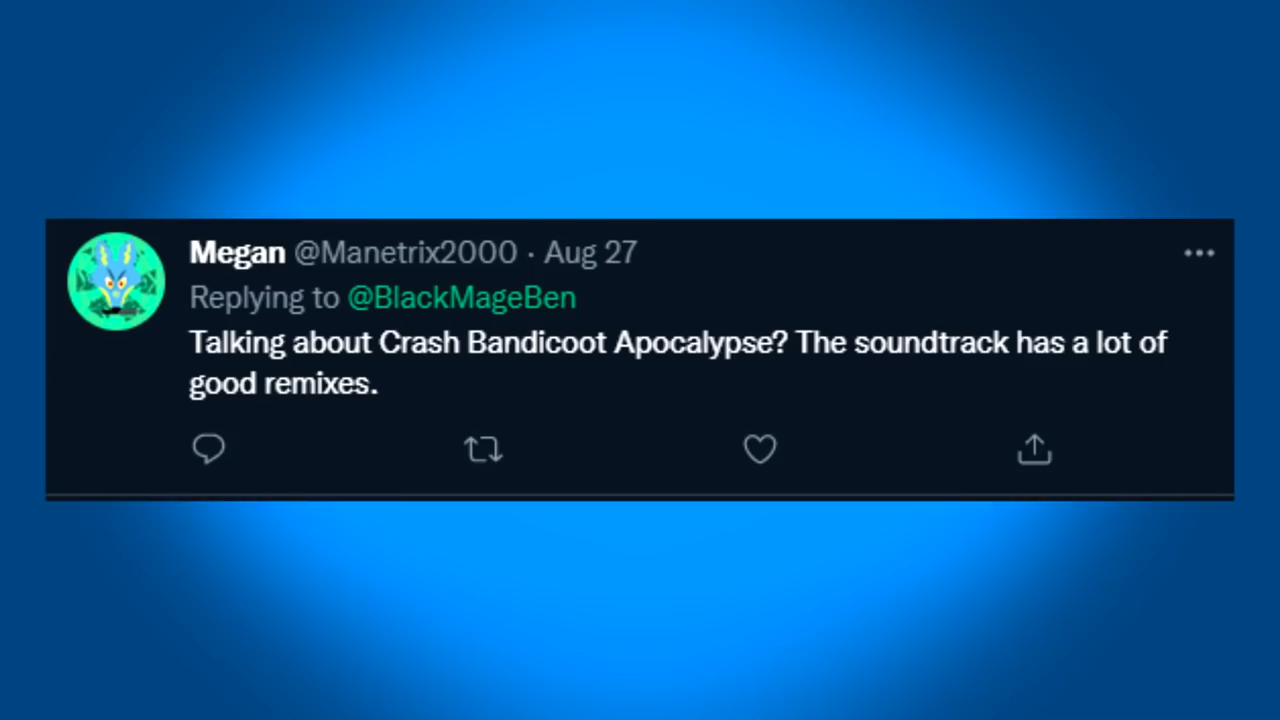 Megan @Manetrix2000 · Aug 27
Replying to @BlackMageBen
Talking about Crash Bandicoot Apocalypse? The soundtrack has a lot of
good remixes.